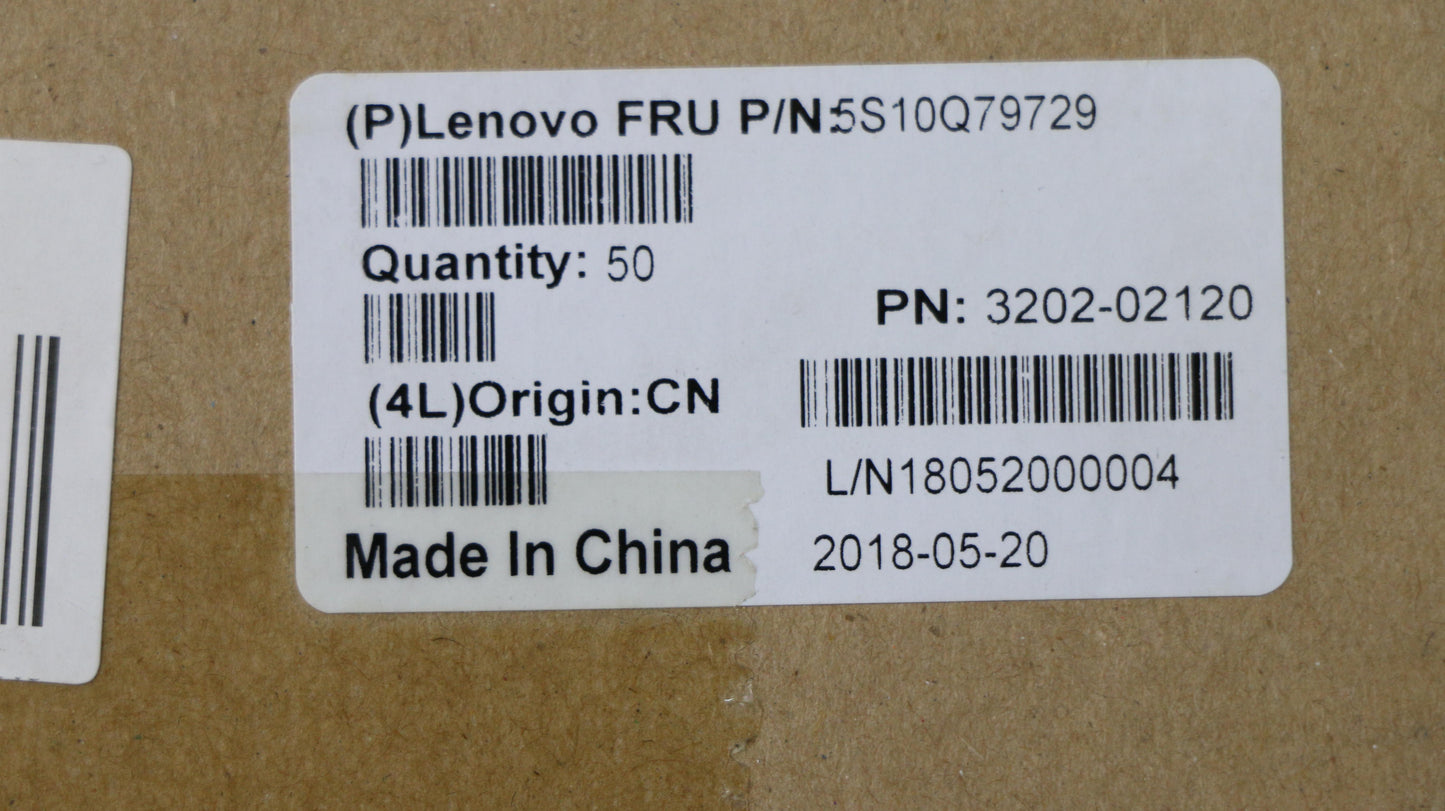 (P)Lenovo FRU P/N:5S10Q79729
Quantity: 50
PN: 3202-02120
(4L)Origin:CN
L/N18052000004
Made In China
2018-05-20